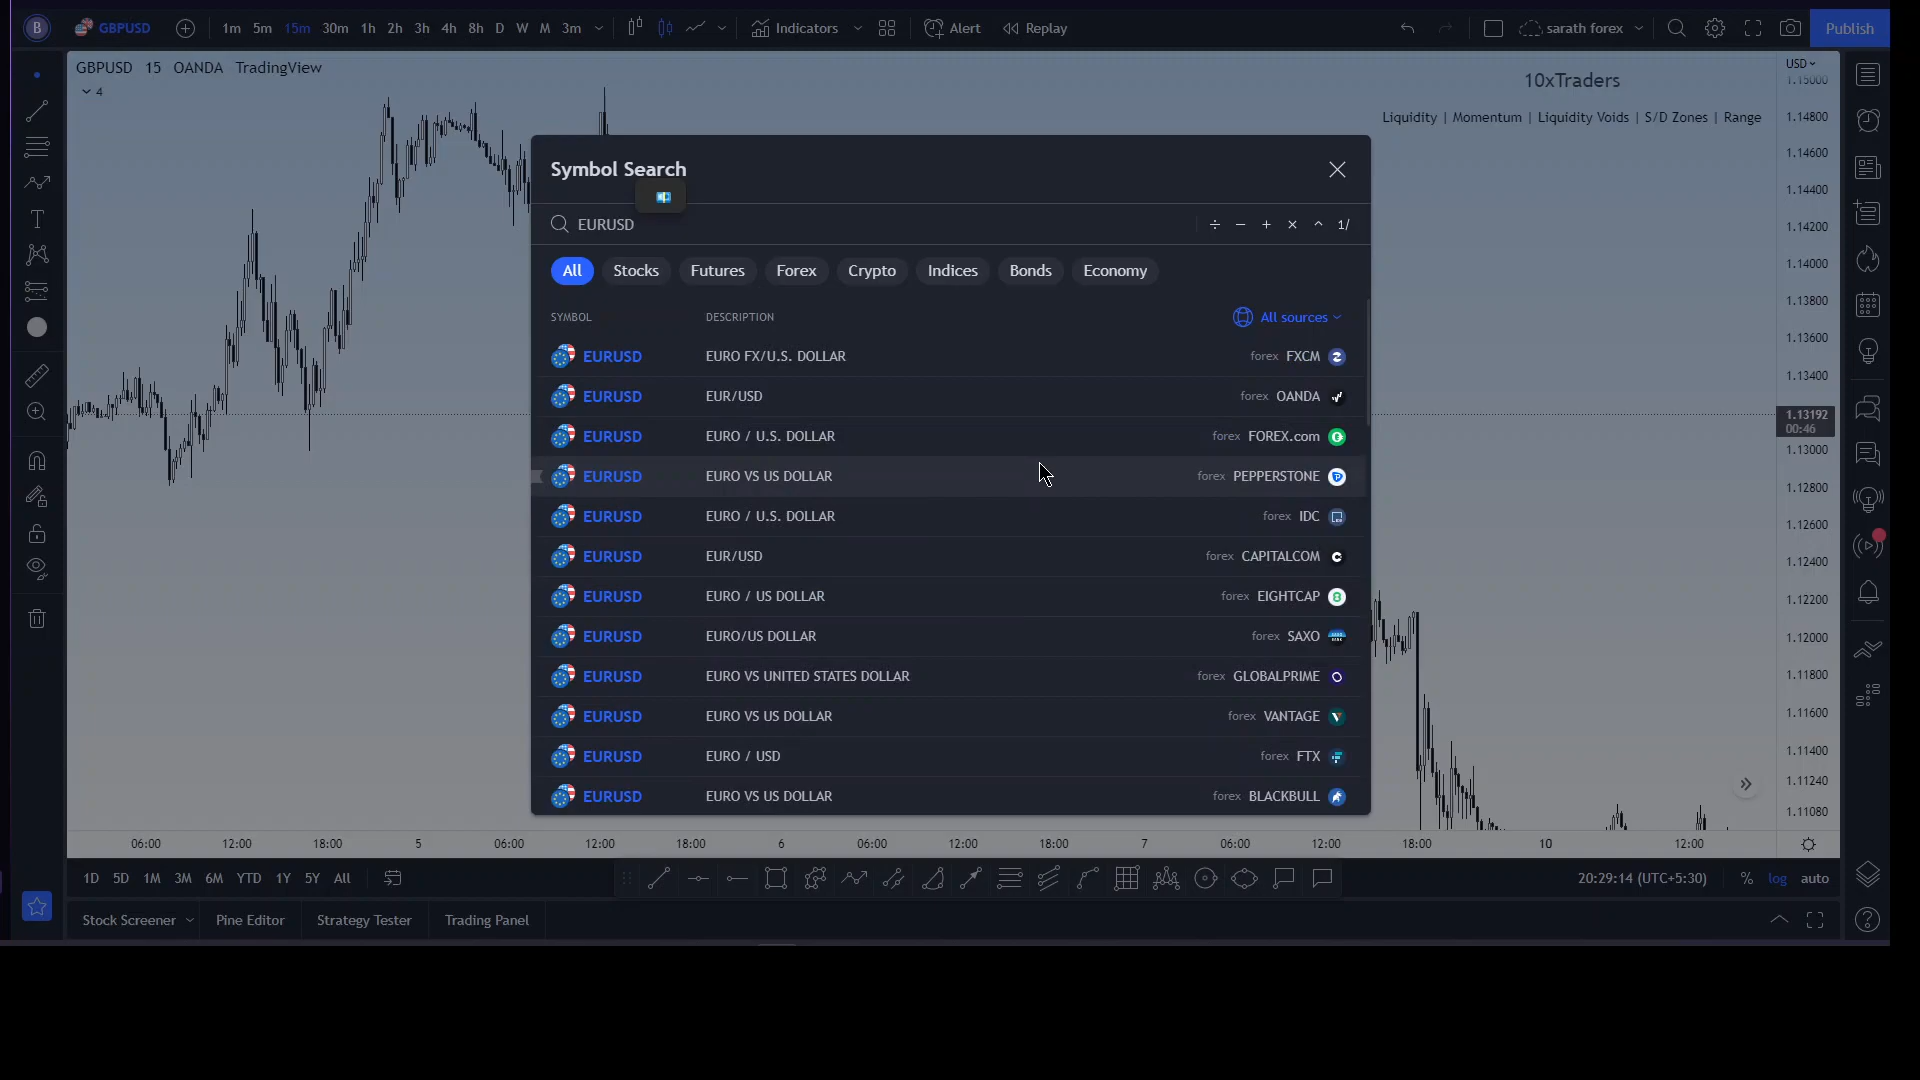 B GBPUSD 1m 5m 15m 30m 1h 2h 3h 4h 8h D W M 3m Indicators Alert Replay sarath forex Publish
GBPUSD 15 OANDA TradingView
4
10xTraders
Liquidity | Momentum | Liquidity Voids | S/D Zones | Range
USD
1.15000
1.14800
1.14600
1.14400
1.14200
1.14000
1.13800
1.13600
1.13400
1.13192
00:46
1.13000
1.12800
1.12600
1.12400
1.12200
1.12000
1.11800
1.11600
1.11400
1.11240
1.11080
Symbol Search
EURUSD ÷ − + × ^ 1/
All Stocks Futures Forex Crypto Indices Bonds Economy
SYMBOL DESCRIPTION All sources
EURUSD EURO FX/U.S. DOLLAR forex FXCM
EURUSD EUR/USD forex OANDA
EURUSD EURO / U.S. DOLLAR forex FOREX.com
EURUSD EURO VS US DOLLAR forex PEPPERSTONE
EURUSD EURO / U.S. DOLLAR forex IDC
EURUSD EUR/USD forex CAPITALCOM
EURUSD EURO / US DOLLAR forex EIGHTCAP
EURUSD EURO/US DOLLAR forex SAXO
EURUSD EURO VS UNITED STATES DOLLAR forex GLOBALPRIME
EURUSD EURO VS US DOLLAR forex VANTAGE
EURUSD EURO / USD forex FTX
EURUSD EURO VS US DOLLAR forex BLACKBULL
06:00 12:00 18:00 5 06:00 12:00 18:00 6 06:00 12:00 18:00 7 06:00 12:00 18:00 10 12:00
1D 5D 1M 3M 6M YTD 1Y 5Y All 20:29:14 (UTC+5:30) % log auto
Stock Screener Pine Editor Strategy Tester Trading Panel